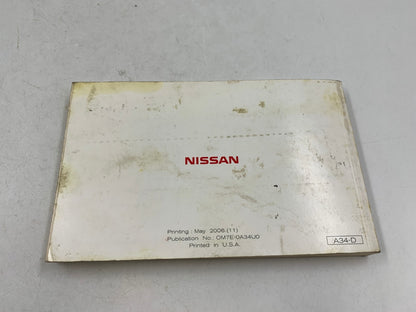 NISSAN
Printing : May 2006 (11)
Publication No.: OM7E-0A34U0
Printed in U.S.A.
A34-D